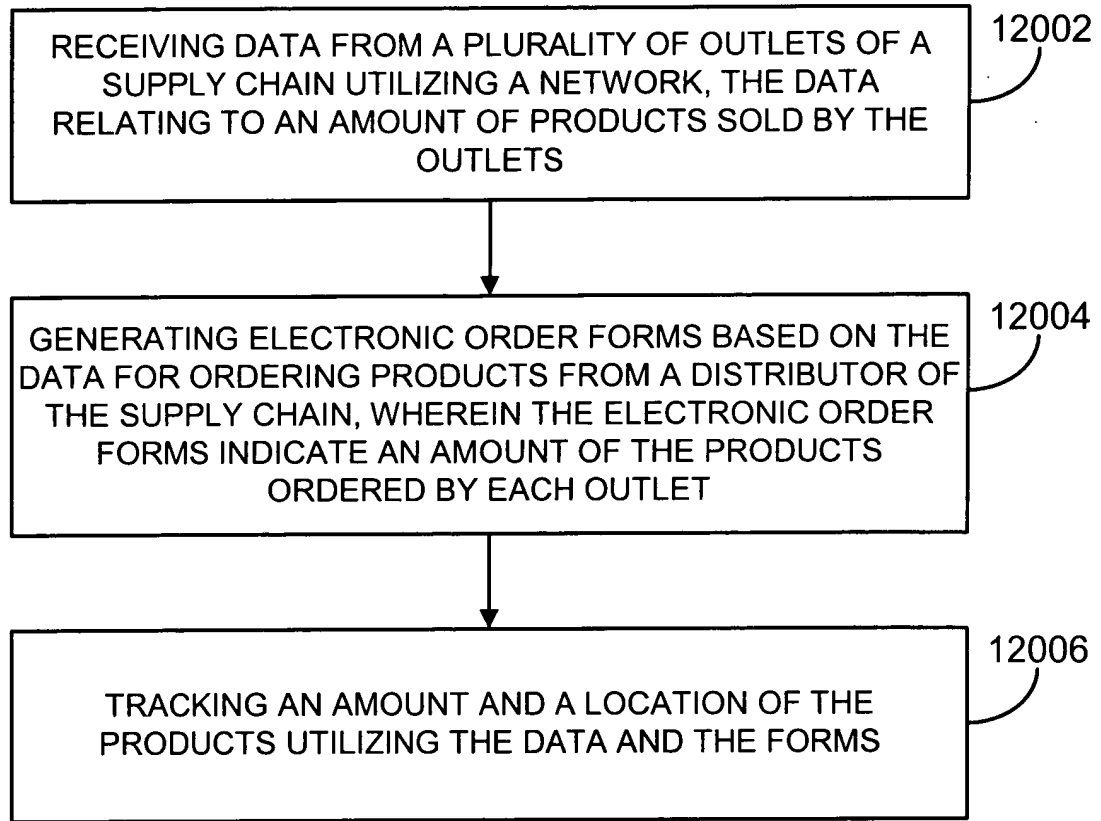 RECEIVING DATA FROM A PLURALITY OF OUTLETS OF A
SUPPLY CHAIN UTILIZING A NETWORK, THE DATA
RELATING TO AN AMOUNT OF PRODUCTS SOLD BY THE
OUTLETS
12002
GENERATING ELECTRONIC ORDER FORMS BASED ON THE
DATA FOR ORDERING PRODUCTS FROM A DISTRIBUTOR OF
THE SUPPLY CHAIN, WHEREIN THE ELECTRONIC ORDER
FORMS INDICATE AN AMOUNT OF THE PRODUCTS
ORDERED BY EACH OUTLET
12004
TRACKING AN AMOUNT AND A LOCATION OF THE
PRODUCTS UTILIZING THE DATA AND THE FORMS
12006